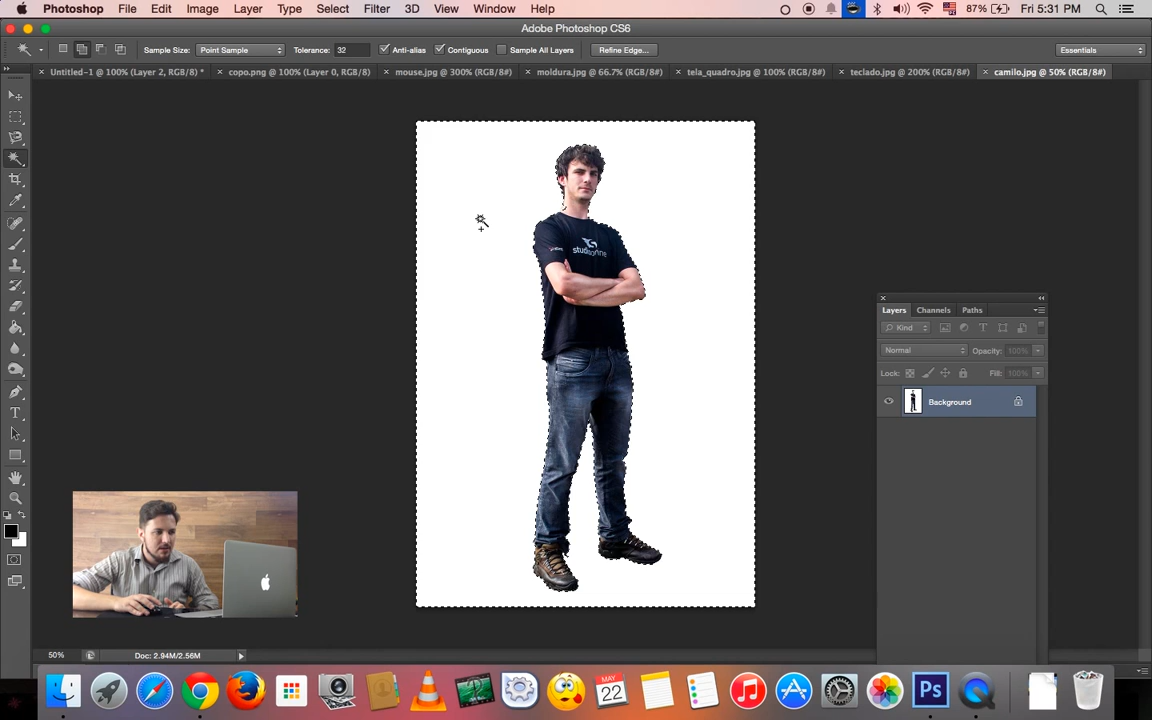 Photoshop File Edit Image Layer Type Select Filter 3D View Window Help 87% Fri 5:31 PM
Adobe Photoshop CS6
Sample Size: Point Sample Tolerance: 32 Anti-alias Contiguous Sample All Layers Refine Edge... Essentials
Untitled-1 @ 100% (Layer 2, RGB/8) * copo.png @ 100% (Layer 0, RGB/8) mouse.jpg @ 300% (RGB/8#) moldura.jpg @ 66.7% (RGB/8#) tela_quadro.jpg @ 100% (RGB/8#) teclado.jpg @ 200% (RGB/8#) camilo.jpg @ 50% (RGB/8#)
Layers Channels Paths
Kind
Normal Opacity: 100%
Lock: Fill: 100%
Background
50% Doc: 2.94M/2.56M
MAY
22
Ps